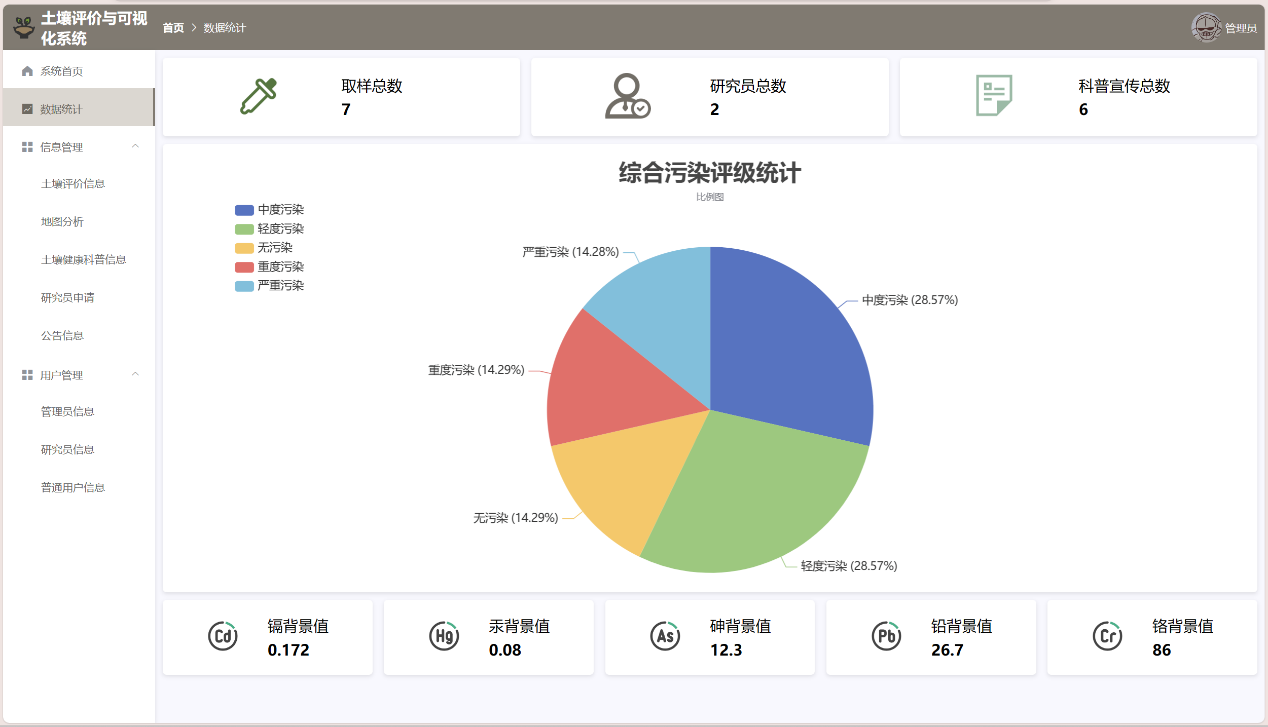 土壤评价与可视
化系统
首页 > 数据统计
管理员
系统首页
数据统计
信息管理
土壤评价信息
地图分析
土壤健康科普信息
研究员申请
公告信息
用户管理
管理员信息
研究员信息
普通用户信息
取样总数
7
研究员总数
2
科普宣传总数
6
综合污染评级统计
比例图
中度污染
轻度污染
无污染
重度污染
严重污染
严重污染 (14.28%)
中度污染 (28.57%)
重度污染 (14.29%)
无污染 (14.29%)
轻度污染 (28.57%)
Cd
镉背景值
0.172
Hg
汞背景值
0.08
As
砷背景值
12.3
Pb
铅背景值
26.7
Cr
铬背景值
86